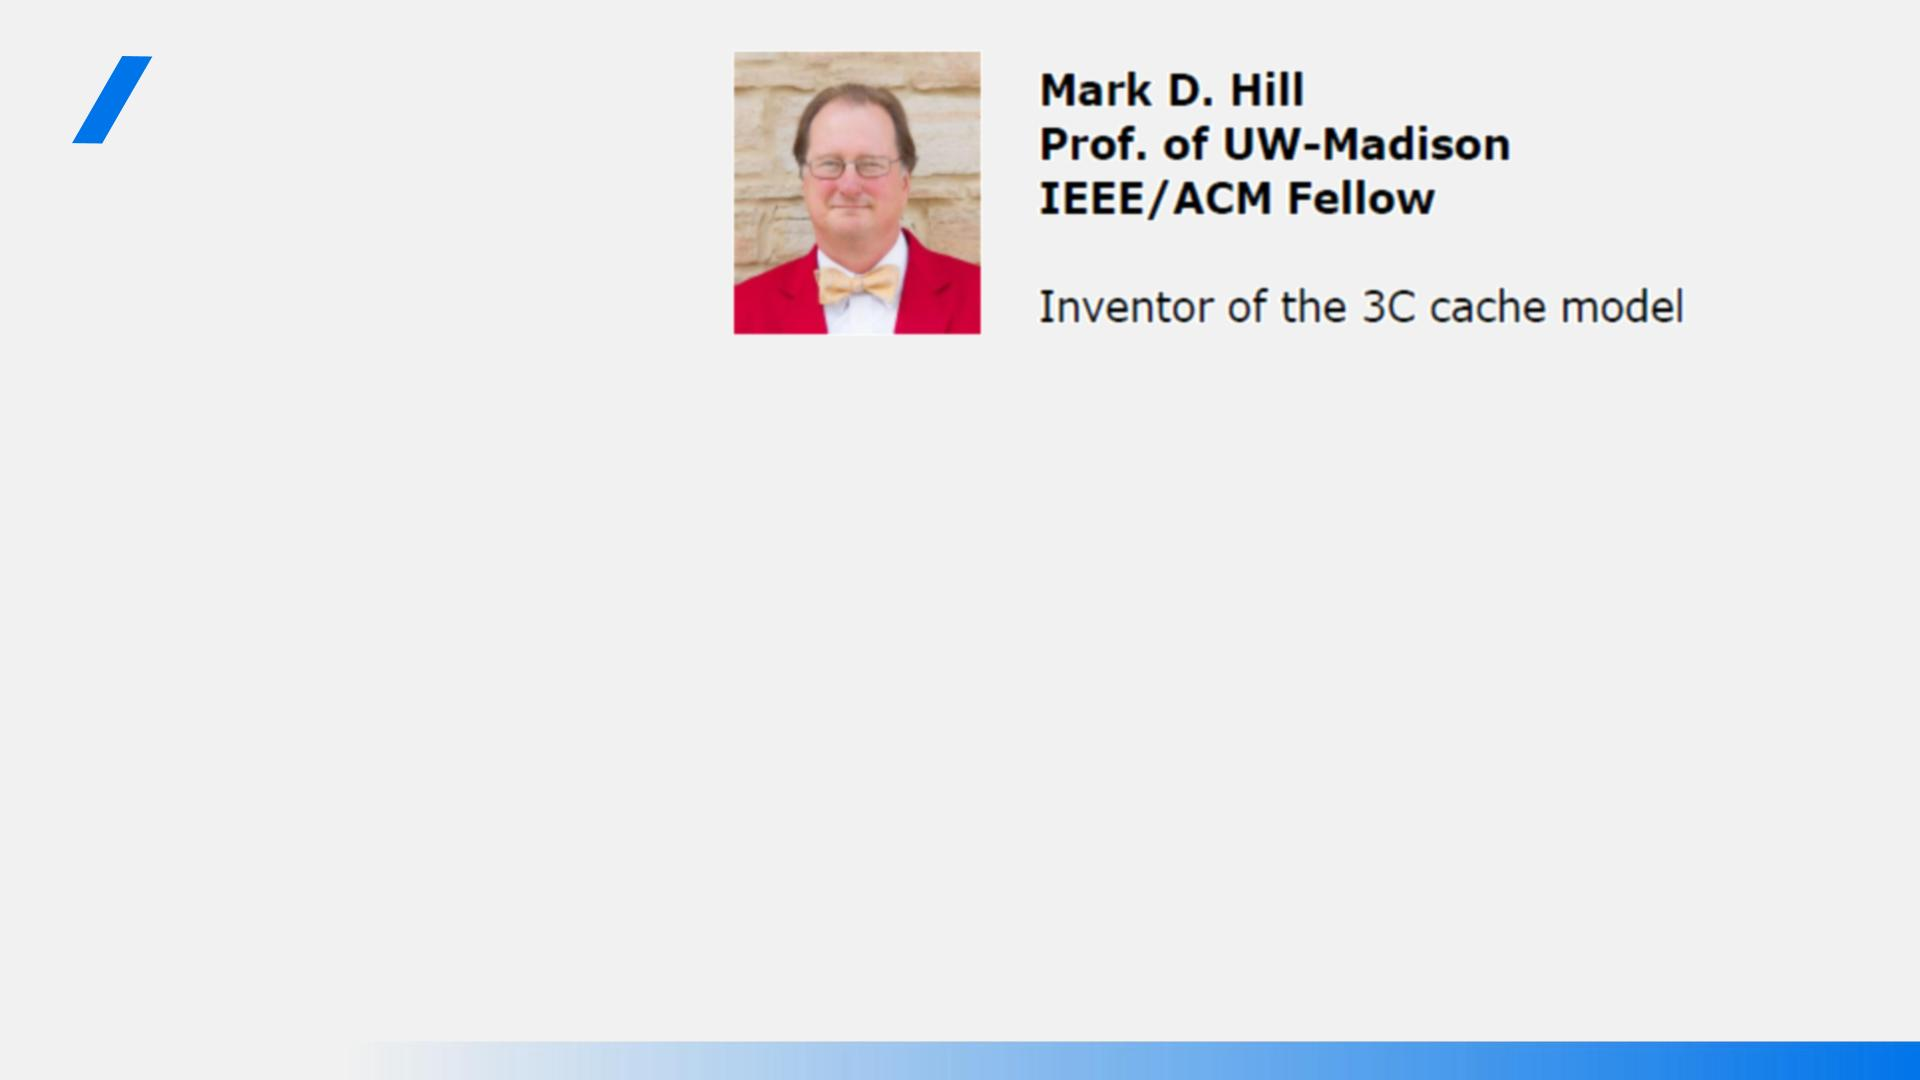 Mark D. Hill
Prof. of UW-Madison
IEEE/ACM Fellow
Inventor of the 3C cache model